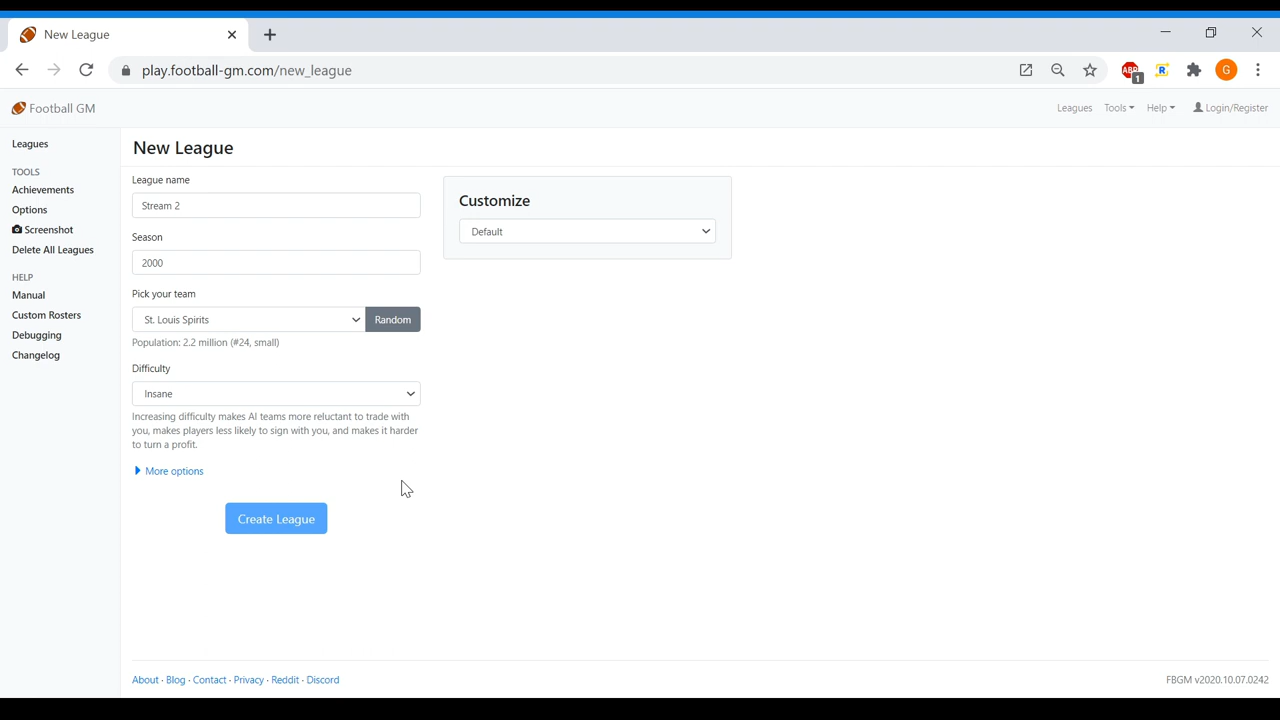 New League
play.football-gm.com/new_league
ABP
1
R
G
Football GM
Leagues
Tools
Help
Login/Register
Leagues
TOOLS
Achievements
Options
Screenshot
Delete All Leagues
HELP
Manual
Custom Rosters
Debugging
Changelog
New League
League name
Stream 2
Season
2000
Pick your team
St. Louis Spirits
Random
Population: 2.2 million (#24, small)
Difficulty
Insane
Increasing difficulty makes AI teams more reluctant to trade with
you, makes players less likely to sign with you, and makes it harder
to turn a profit.
More options
Create League
Customize
Default
About · Blog · Contact · Privacy · Reddit · Discord
FBGM v2020.10.07.0242